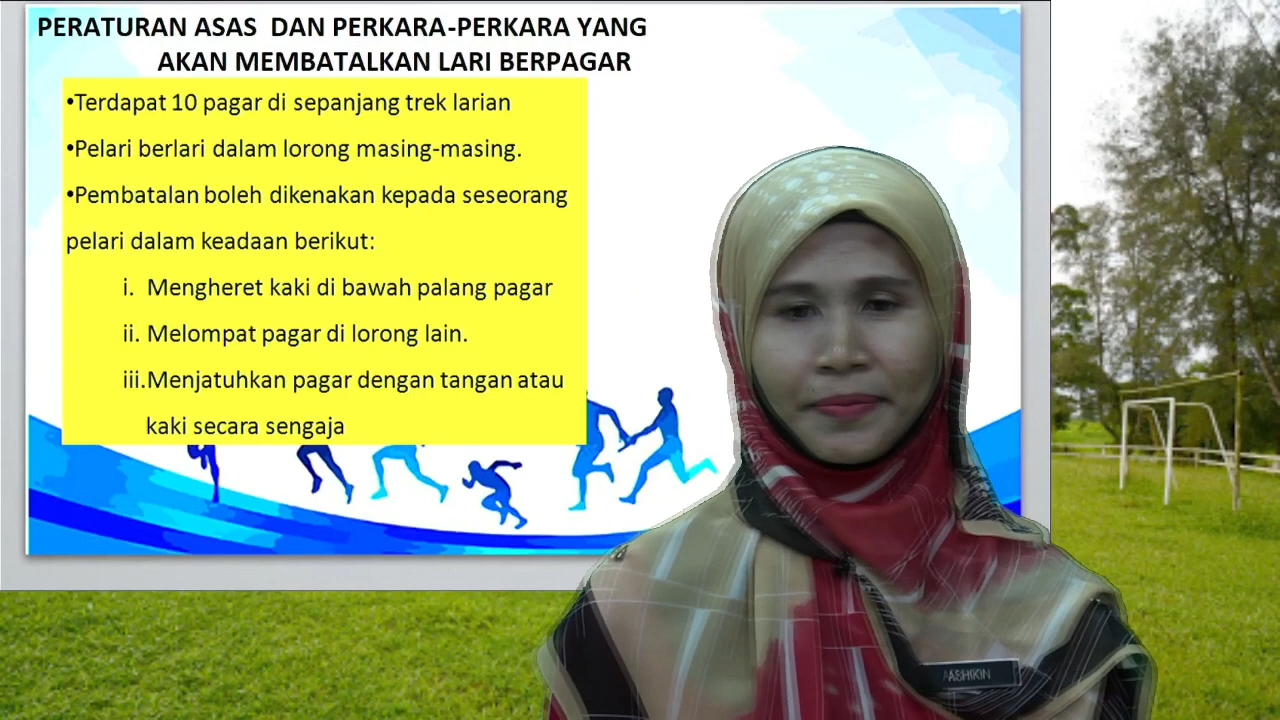 PERATURAN ASAS DAN PERKARA-PERKARA YANG
AKAN MEMBATALKAN LARI BERPAGAR
•Terdapat 10 pagar di sepanjang trek larian
•Pelari berlari dalam lorong masing-masing.
•Pembatalan boleh dikenakan kepada seseorang
pelari dalam keadaan berikut:
i. Mengheret kaki di bawah palang pagar
ii. Melompat pagar di lorong lain.
iii.Menjatuhkan pagar dengan tangan atau
kaki secara sengaja